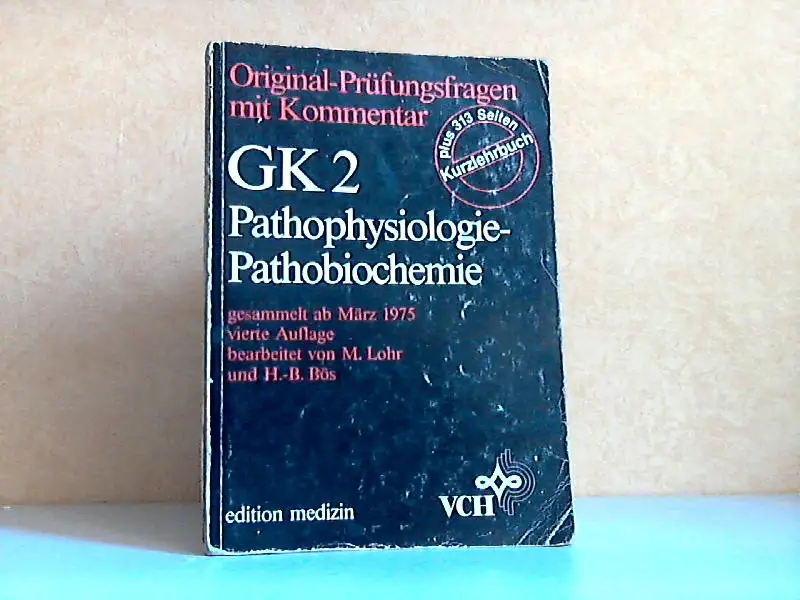 Original-Prüfungsfragen
mit Kommentar
plus 313 Seiten
Kurzlehrbuch
GK 2
Pathophysiologie-
Pathobiochemie
gesammelt ab März 1975
vierte Auflage
bearbeitet von M. Lohr
und H.-B. Bös
edition medizin
VCH